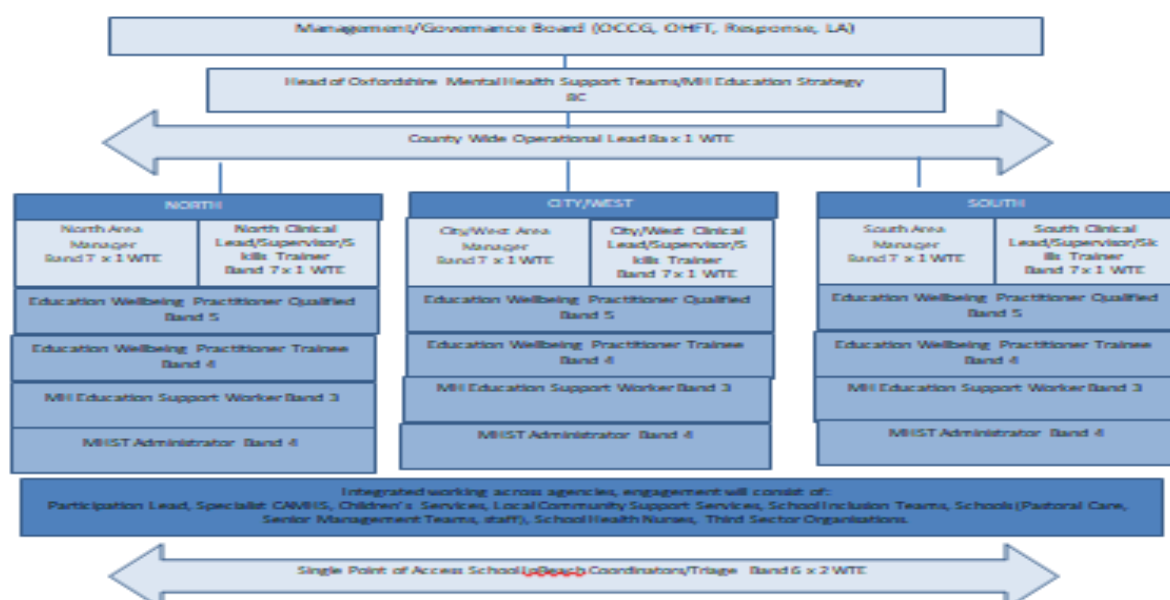 Management/Governance Board (OCCG, OHFT, Response, LA)
Head of Oxfordshire Mental Health Support Teams/MH Education Strategy
8C
County Wide Operational Lead 8a x 1 WTE
NORTH
North Area
Manager
Band 7 x 1 WTE
North Clinical
Lead/Supervisor/S
kills Trainer
Band 7 x 1 WTE
Education Wellbeing Practitioner Qualified
Band 5
Education Wellbeing Practitioner Trainee
Band 4
MH Education Support Worker Band 3
MHST Administrator Band 4
CITY/WEST
City/West Area
Manager
Band 7 x 1 WTE
City/West Clinical
Lead/Supervisor/S
kills Trainer
Band 7 x 1 WTE
Education Wellbeing Practitioner Qualified
Band 5
Education Wellbeing Practitioner Trainee
Band 4
MH Education Support Worker Band 3
MHST Administrator Band 4
SOUTH
South Area
Manager
Band 7 x 1 WTE
South Clinical
Lead/Supervisor/Sk
ills Trainer
Band 7 x 1 WTE
Education Wellbeing Practitioner Qualified
Band 5
Education Wellbeing Practitioner Trainee
Band 4
MH Education Support Worker Band 3
MHST Administrator Band 4
Integrated working across agencies, engagement will consist of:
Participation Lead, Specialist CAMHS, Children's Services, Local Community Support Services, School Inclusion Teams, Schools (Pastoral Care,
Senior Management Teams, staff), School Health Nurses, Third Sector Organisations.
Single Point of Access School Coordinators/Triage Band 6 x 2 WTE